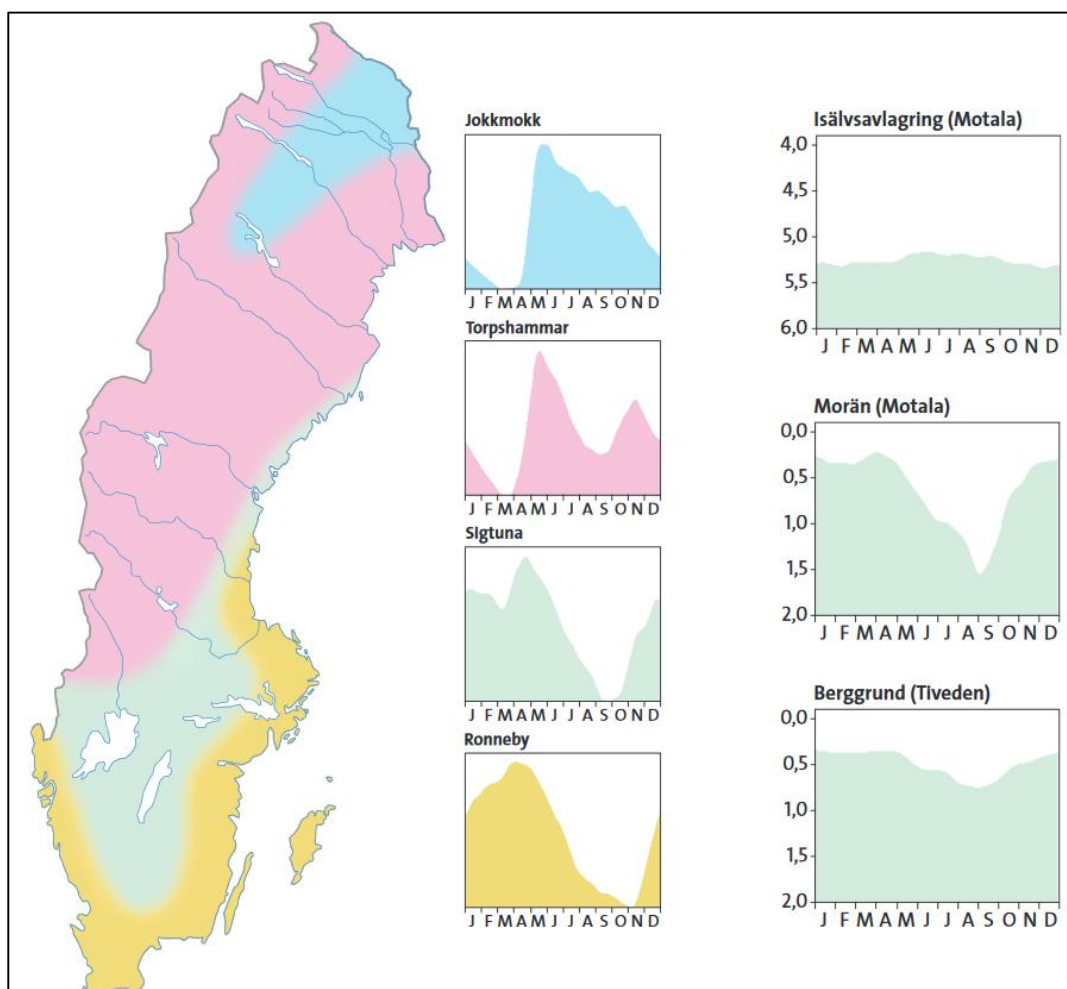 Jokkmokk
J F M A M J J A S O N D
Torpshammar
J F M A M J J A S O N D
Sigtuna
J F M A M J J A S O N D
Ronneby
J F M A M J J A S O N D
Isälvsavlagring (Motala)
4,0
4,5
5,0
5,5
6,0
J F M A M J J A S O N D
Morän (Motala)
0,0
0,5
1,0
1,5
2,0
J F M A M J J A S O N D
Berggrund (Tiveden)
0,0
0,5
1,0
1,5
2,0
J F M A M J J A S O N D